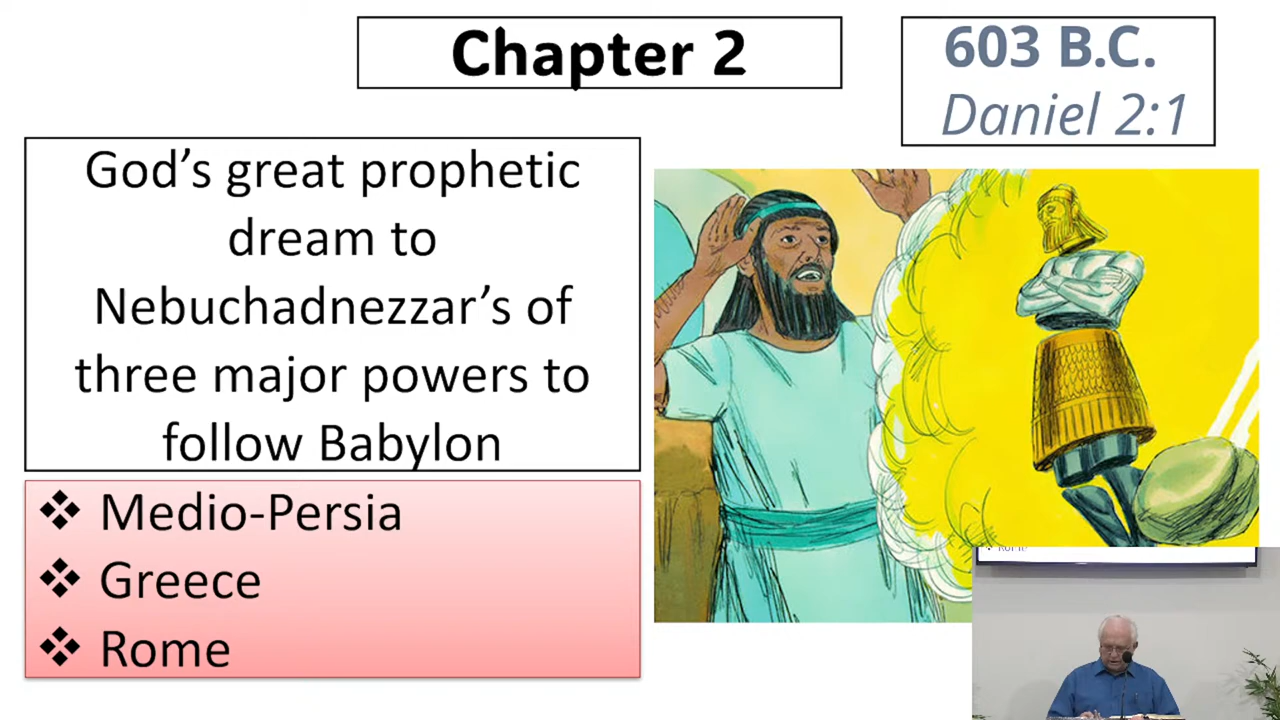 Chapter 2
603 B.C.
Daniel 2:1
God’s great prophetic
dream to
Nebuchadnezzar’s of
three major powers to
follow Babylon
❖ Medio-Persia
❖ Greece
❖ Rome
Rome